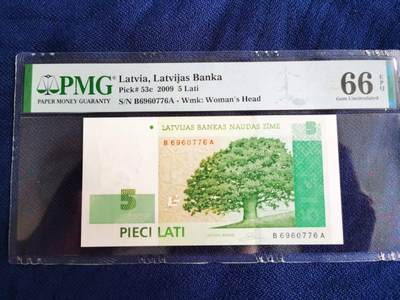 PMG
PAPER MONEY GUARANTY
Latvia, Latvijas Banka
Pick# 53c 2009 5 Lati
S/N B6960776A - Wmk: Woman's Head
66 EPQ
Gem Uncirculated
LATVIJAS BANKAS NAUDAS ZĪME
5
B 6960776 A
5
PIECI LATI
B 6960776 A